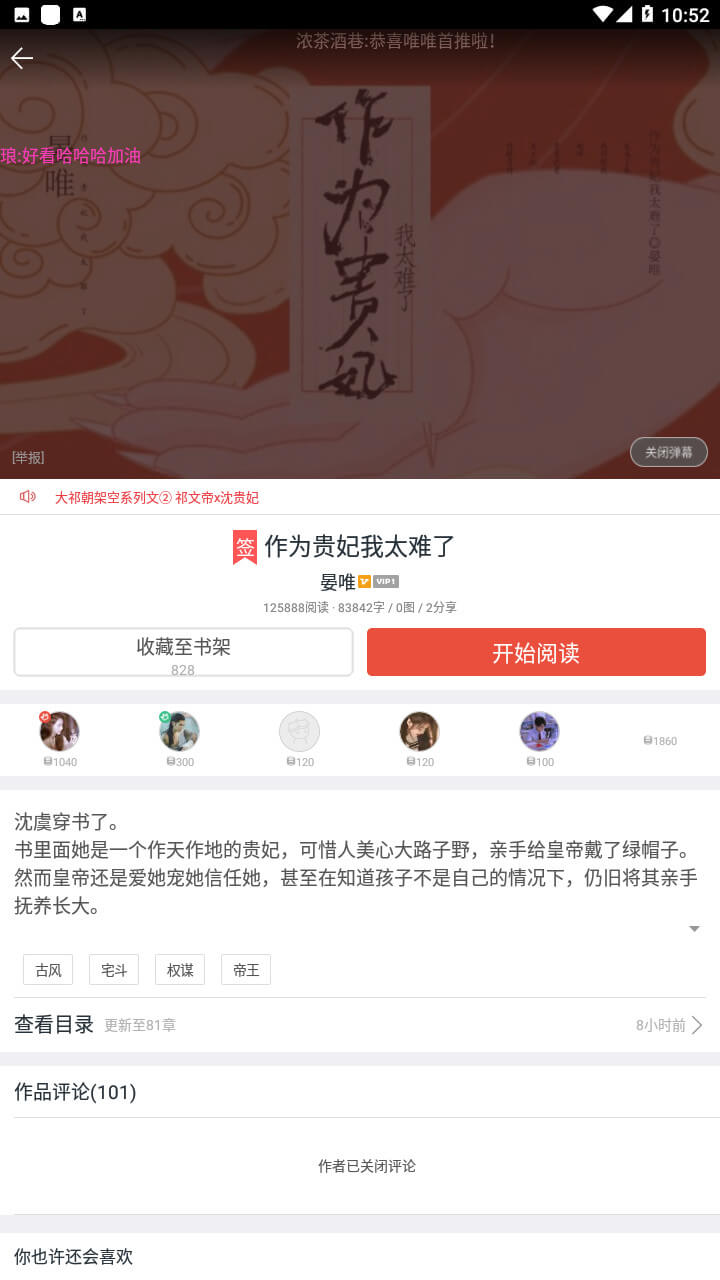 10:52
浓茶酒巷:恭喜唯唯首推啦!
作为贵妃
我太难了
琅:好看哈哈哈加油
晏唯
作为贵妃我太难了
晏唯
[举报]
关闭弹幕
大祁朝架空系列文② 祁文帝x沈贵妃
签 作为贵妃我太难了
晏唯 V VIP1
125888阅读 · 83842字 / 0图 / 2分享
收藏至书架
828
开始阅读
1040 300 120 120 100 1860
沈虞穿书了。
书里面她是一个作天作地的贵妃，可惜人美心大路子野，亲手给皇帝戴了绿帽子。
然而皇帝还是爱她宠她信任她，甚至在知道孩子不是自己的情况下，仍旧将其亲手
抚养长大。
古风 宅斗 权谋 帝王
查看目录 更新至81章 8小时前
作品评论(101)
作者已关闭评论
你也许还会喜欢